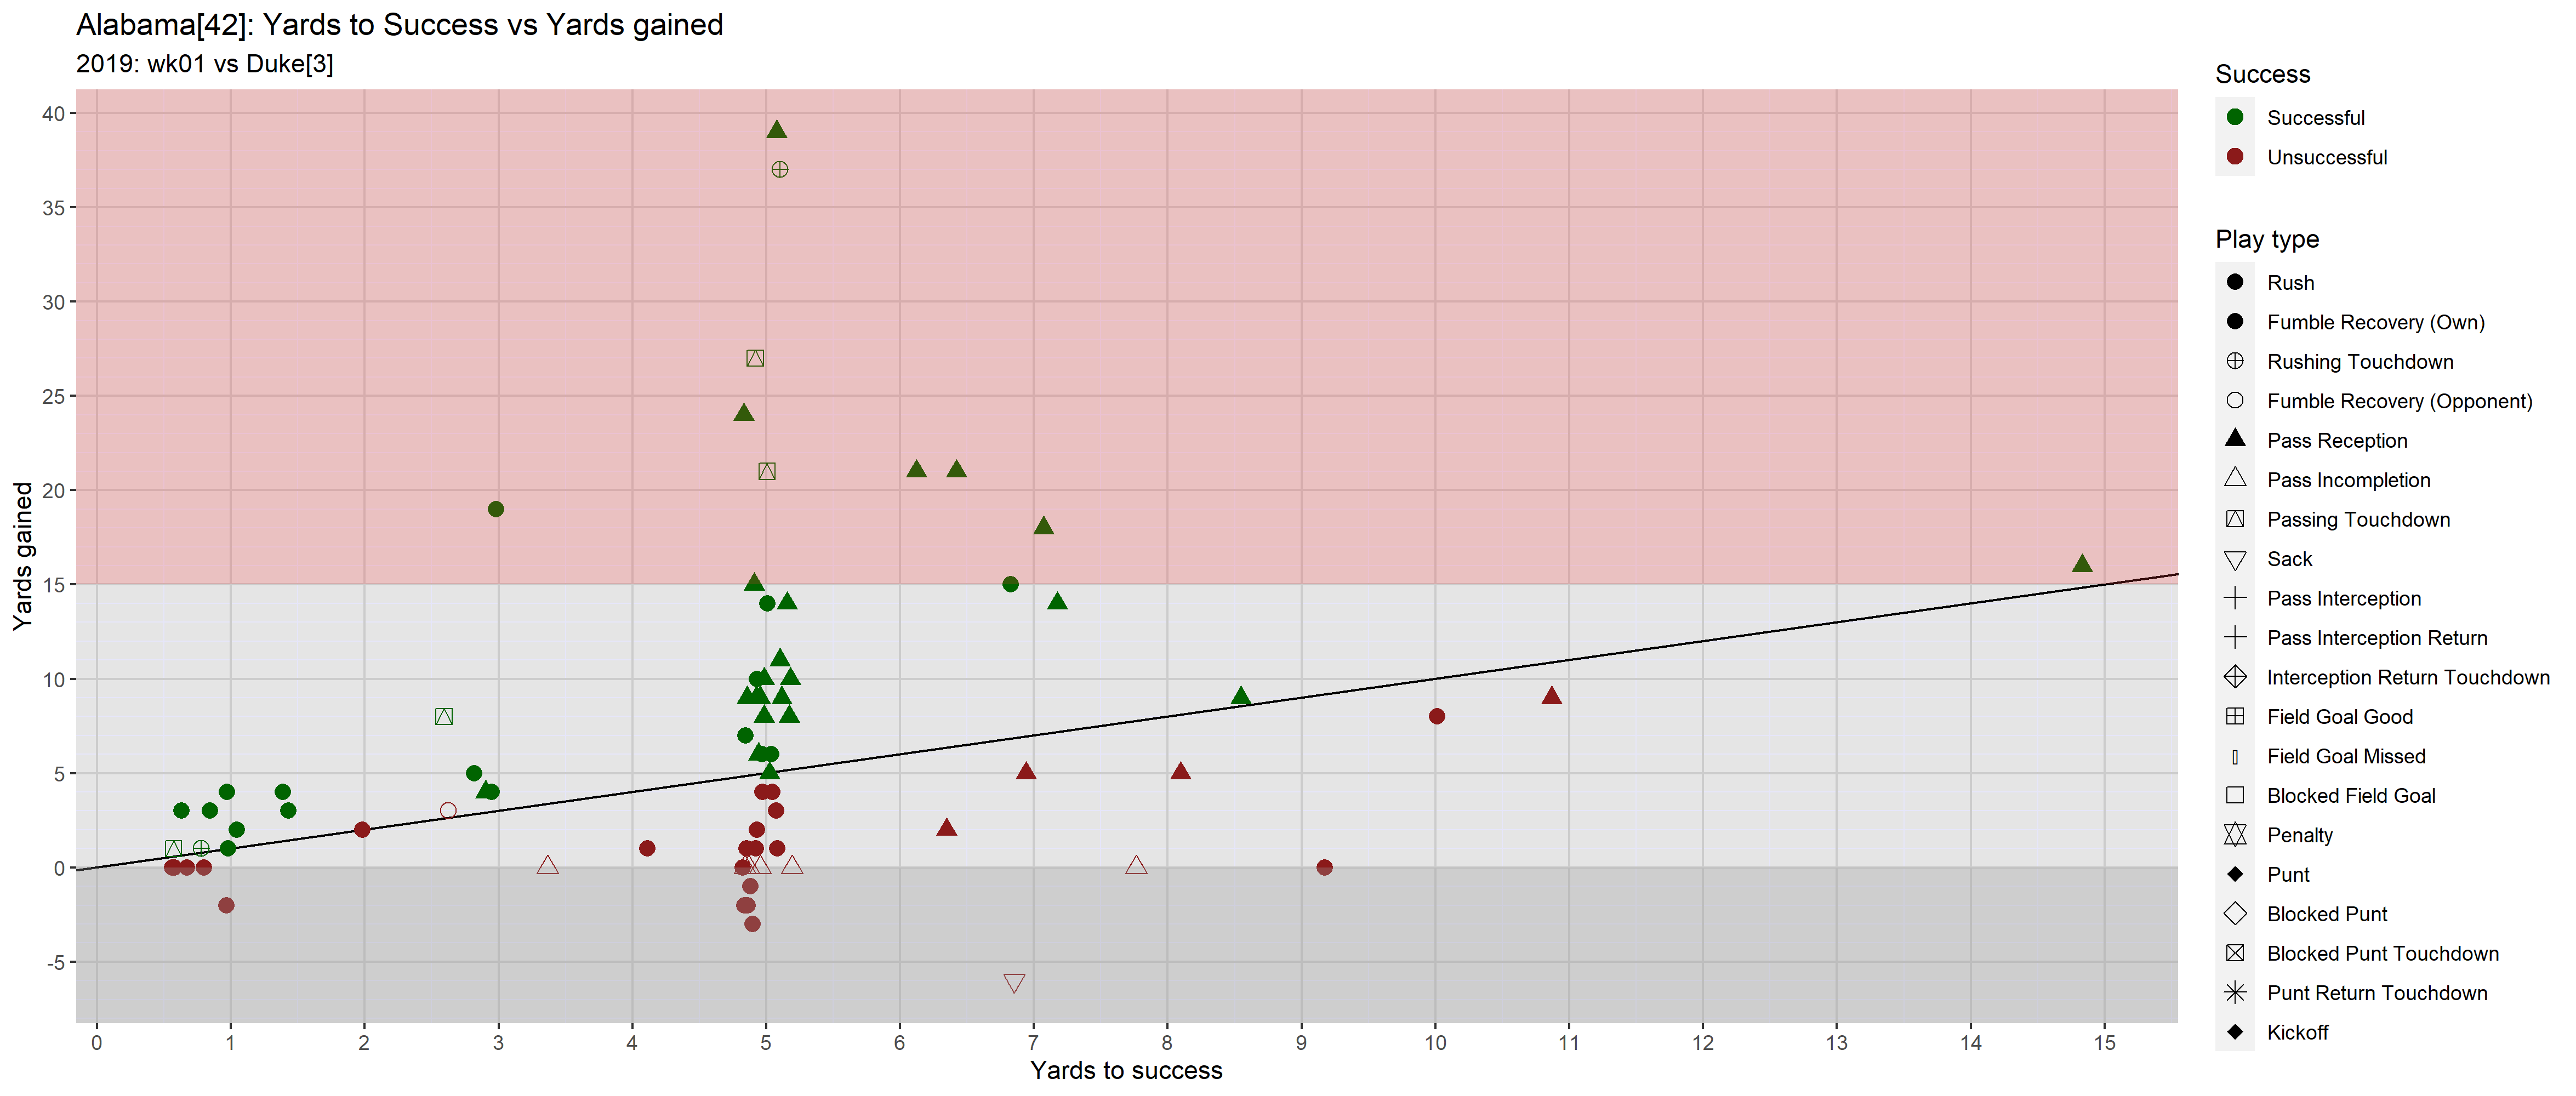 Alabama[42]: Yards to Success vs Yards gained
2019: wk01 vs Duke[3]
Yards gained
40
35
30
25
20
15
10
5
0
-5
0 1 2 3 4 5 6 7 8 9 10 11 12 13 14 15
Yards to success
Success
Successful
Unsuccessful
Play type
Rush
Fumble Recovery (Own)
Rushing Touchdown
Fumble Recovery (Opponent)
Pass Reception
Pass Incompletion
Passing Touchdown
Sack
Pass Interception
Pass Interception Return
Interception Return Touchdown
Field Goal Good
Field Goal Missed
Blocked Field Goal
Penalty
Punt
Blocked Punt
Blocked Punt Touchdown
Punt Return Touchdown
Kickoff